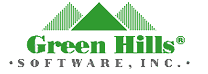 Green Hills®
· SOFTWARE, INC. ·